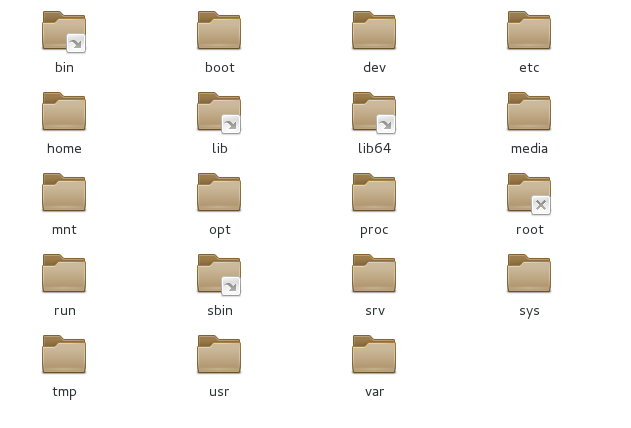 bin boot dev etc
home lib lib64 media
mnt opt proc root
run sbin srv sys
tmp usr var